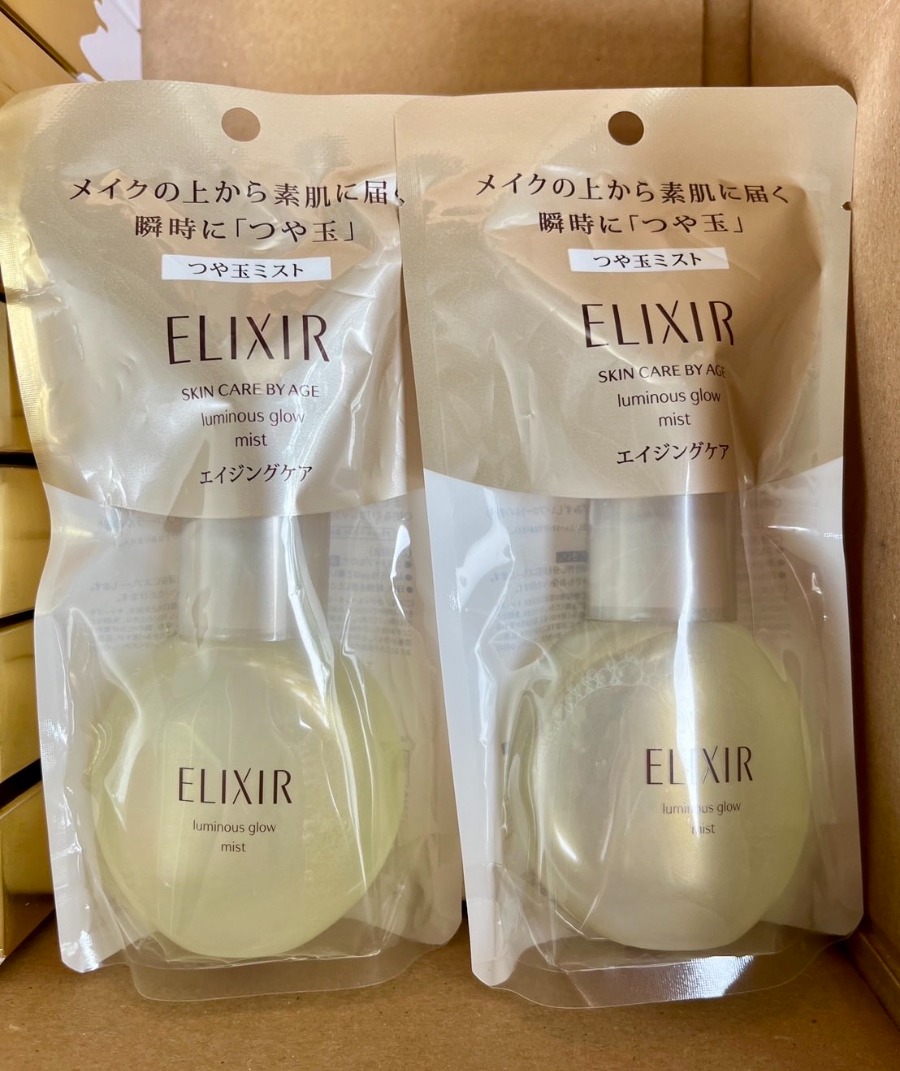 メイクの上から素肌に届く
瞬時に「つや玉」
つや玉ミスト
ELIXIR
SKIN CARE BY AGE
luminous glow
mist
エイジングケア
ELIXIR
luminous glow
mist
メイクの上から素肌に届く
瞬時に「つや玉」
つや玉ミスト
ELIXIR
SKIN CARE BY AGE
luminous glow
mist
エイジングケア
ELIXIR
luminous glow
mist